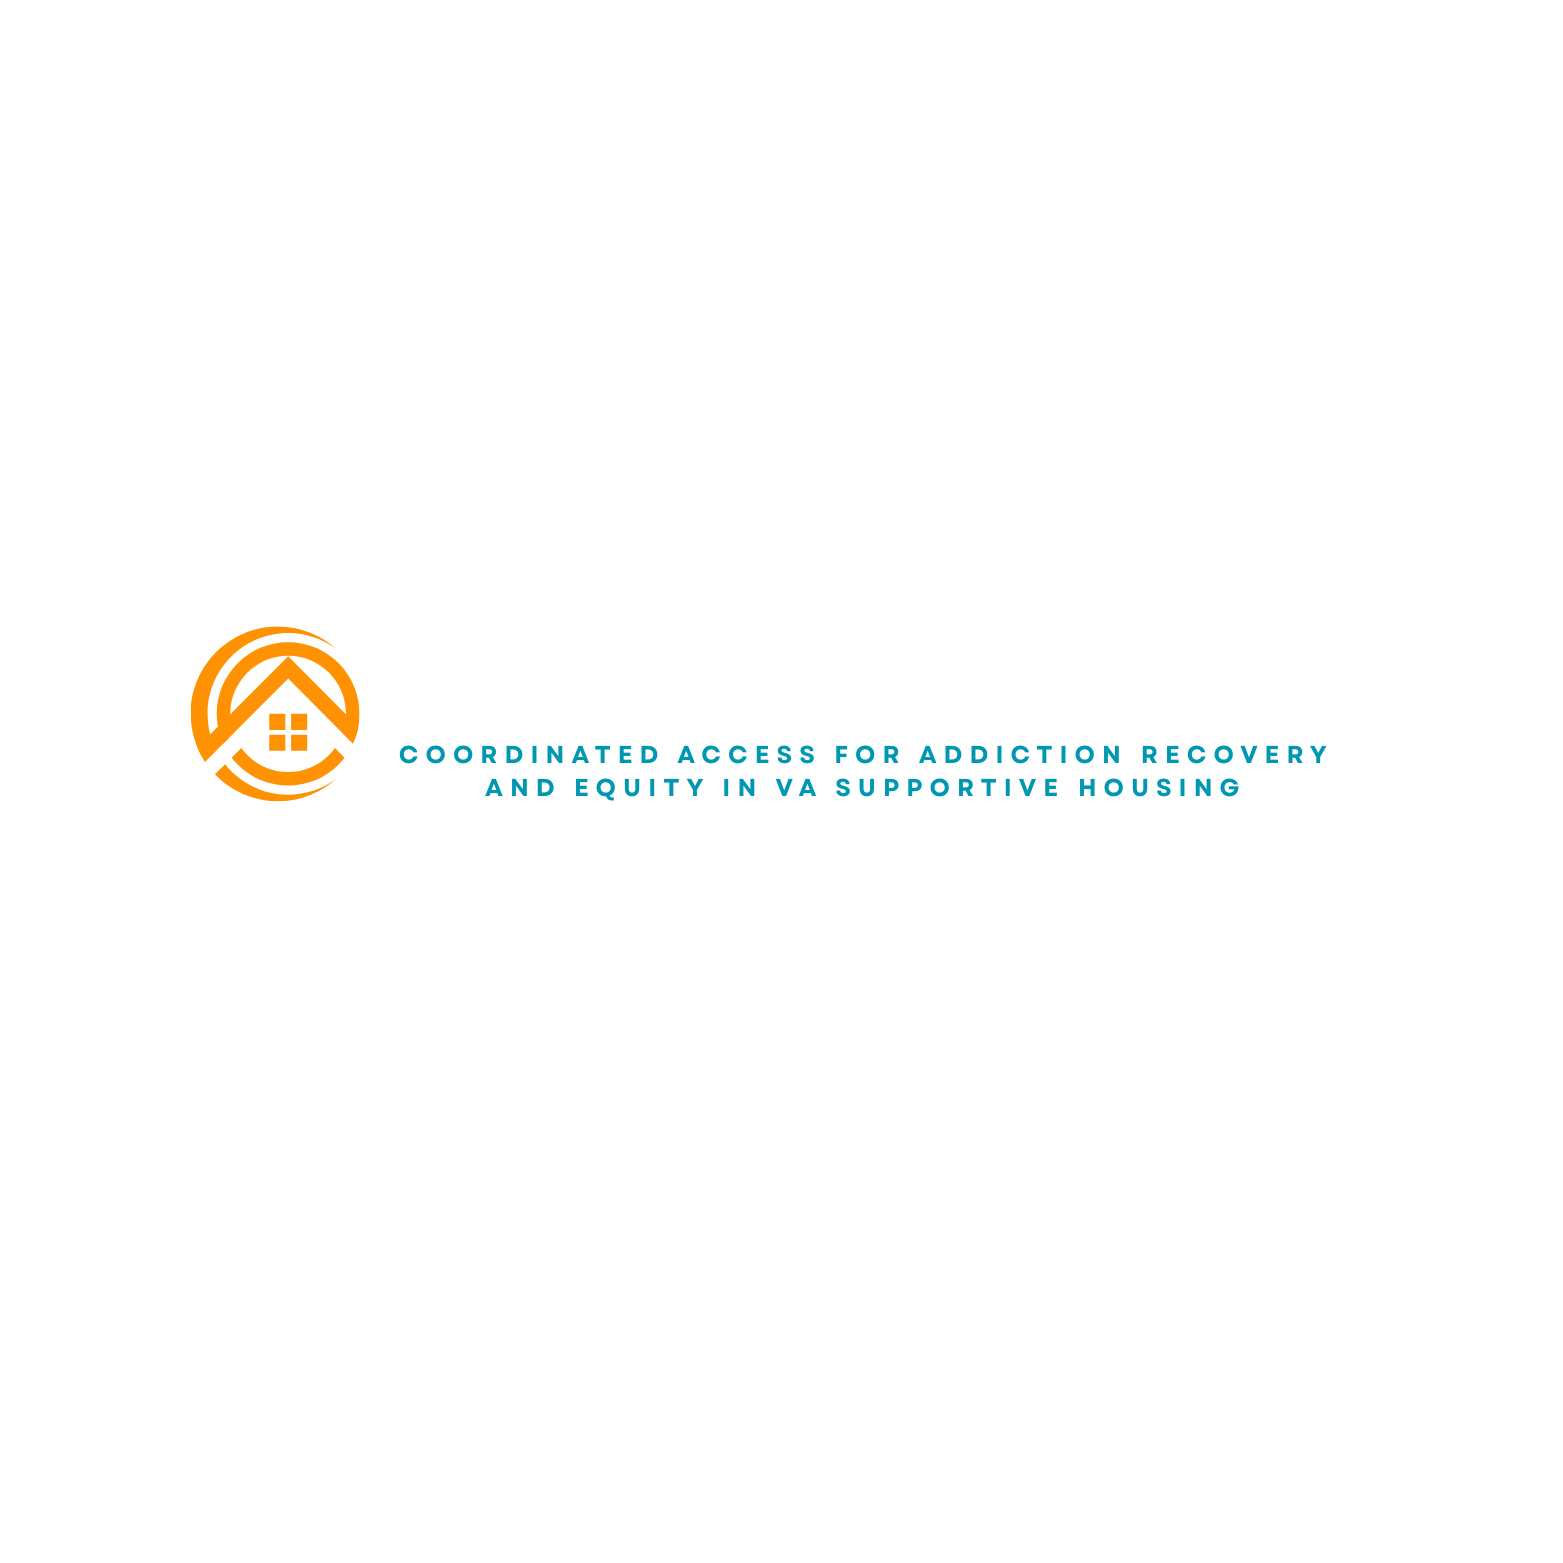 COORDINATED ACCESS FOR ADDICTION RECOVERY
AND EQUITY IN VA SUPPORTIVE HOUSING